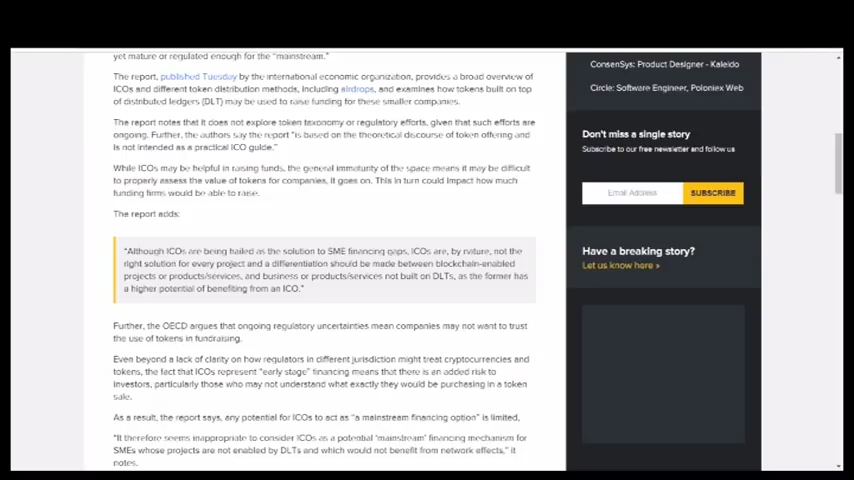 yet mature or regulated enough for the "mainstream."
The report, published Tuesday by the international economic organization, provides a broad overview of
ICOs and different token distribution methods, including airdrops, and examines how tokens built on top
of distributed ledgers (DLT) may be used to raise funding for these smaller companies.
The report notes that it does not explore token taxonomy or regulatory efforts, given that such efforts are
ongoing. Further, the authors say the report "is based on the theoretical discourse of token offering and
is not intended as a practical ICO guide."
While ICOs may be helpful in raising funds, the general immaturity of the space means it may be difficult
to properly assess the value of tokens for companies, it goes on. This in turn could impact how much
funding firms would be able to raise.
The report adds:
"Although ICOs are being hailed as the solution to SME financing gaps, ICOs are, by nature, not the
right solution for every project and a differentiation should be made between blockchain-enabled
projects or products/services, and business or products/services not built on DLTs, as the former has
a higher potential of benefiting from an ICO."
Further, the OECD argues that ongoing regulatory uncertainties mean companies may not want to trust
the use of tokens in fundraising.
Even beyond a lack of clarity on how regulators in different jurisdiction might treat cryptocurrencies and
tokens, the fact that ICOs represent "early stage" financing means that there is an added risk to
investors, particularly those who may not understand what exactly they would be purchasing in a token
sale.
As a result, the report says, any potential for ICOs to act as "a mainstream financing option" is limited,
"It therefore seems inappropriate to consider ICOs as a potential 'mainstream' financing mechanism for
SMEs whose projects are not enabled by DLTs and which would not benefit from network effects," it
notes.
ConsenSys: Product Designer - Kaleido
Circle: Software Engineer, Poloniex Web
Don't miss a single story
Subscribe to our free newsletter and follow us
Email Address
SUBSCRIBE
Have a breaking story?
Let us know here »